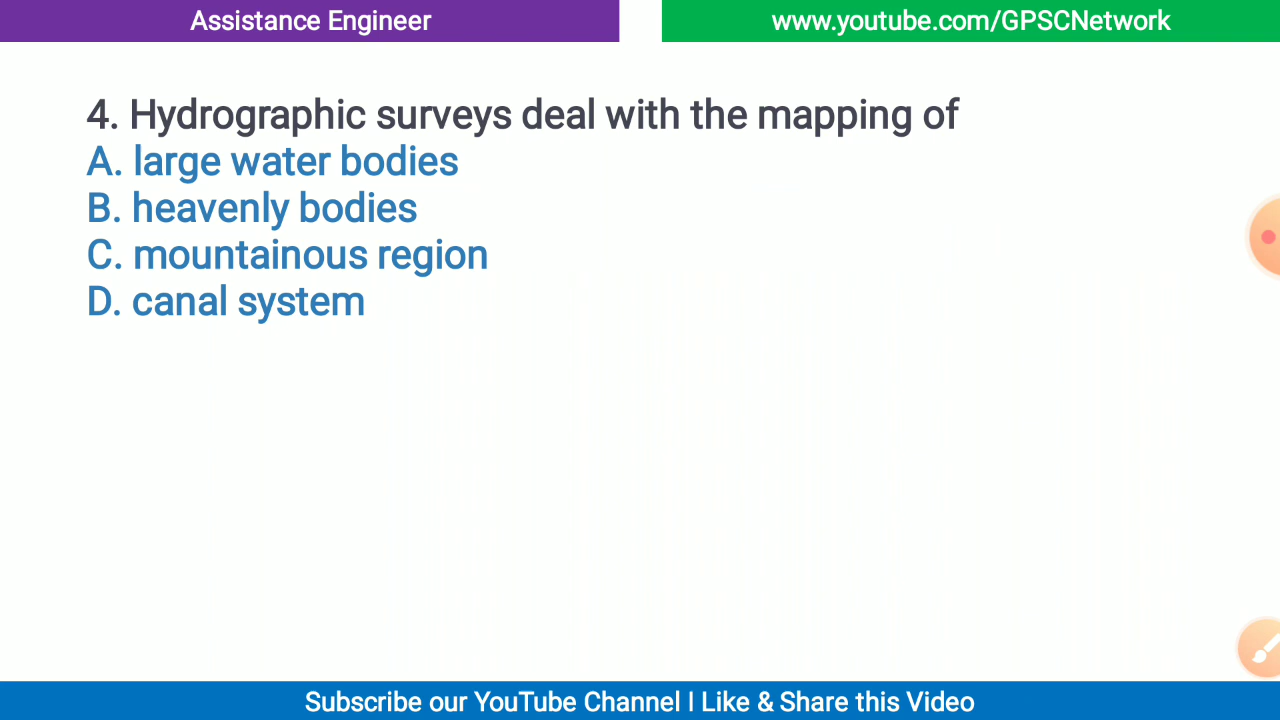 Assistance Engineer
www.youtube.com/GPSCNetwork
4. Hydrographic surveys deal with the mapping of
A. large water bodies
B. heavenly bodies
C. mountainous region
D. canal system
Subscribe our YouTube Channel I Like & Share this Video